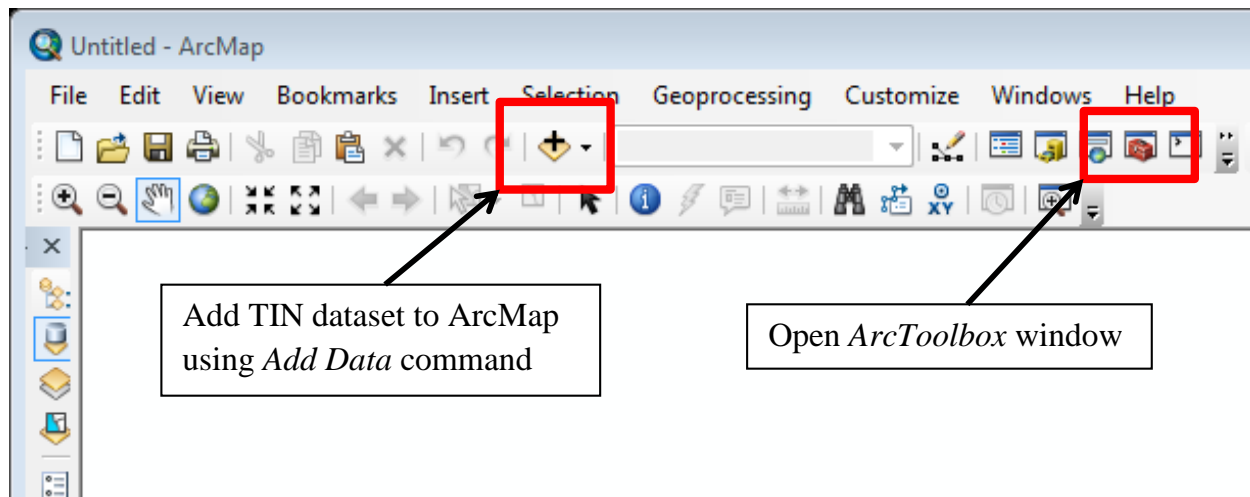 Untitled - ArcMap
File Edit View Bookmarks Insert Selection Geoprocessing Customize Windows Help
XY
Add TIN dataset to ArcMap
using Add Data command
Open ArcToolbox window